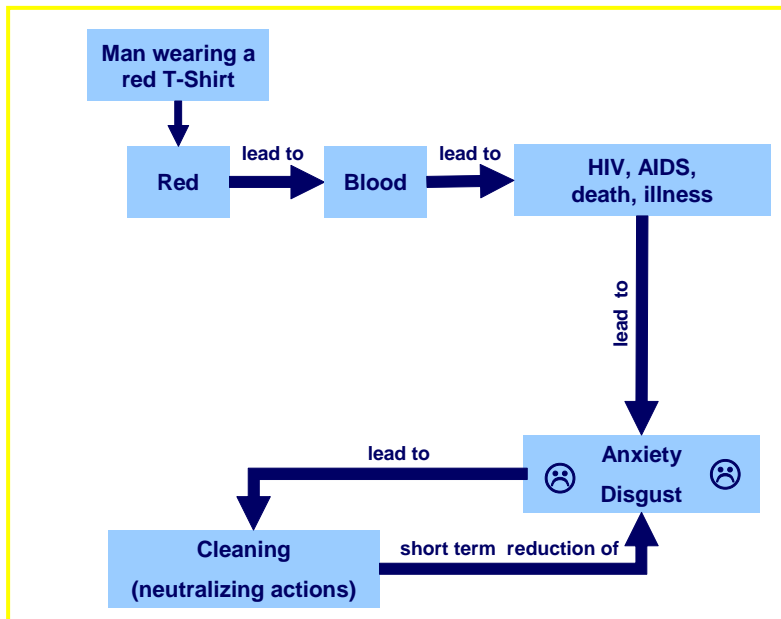 Man wearing a
red T-Shirt
Red
lead to
Blood
lead to
HIV, AIDS,
death, illness
lead to
Anxiety
Disgust
lead to
Cleaning
(neutralizing actions)
short term reduction of